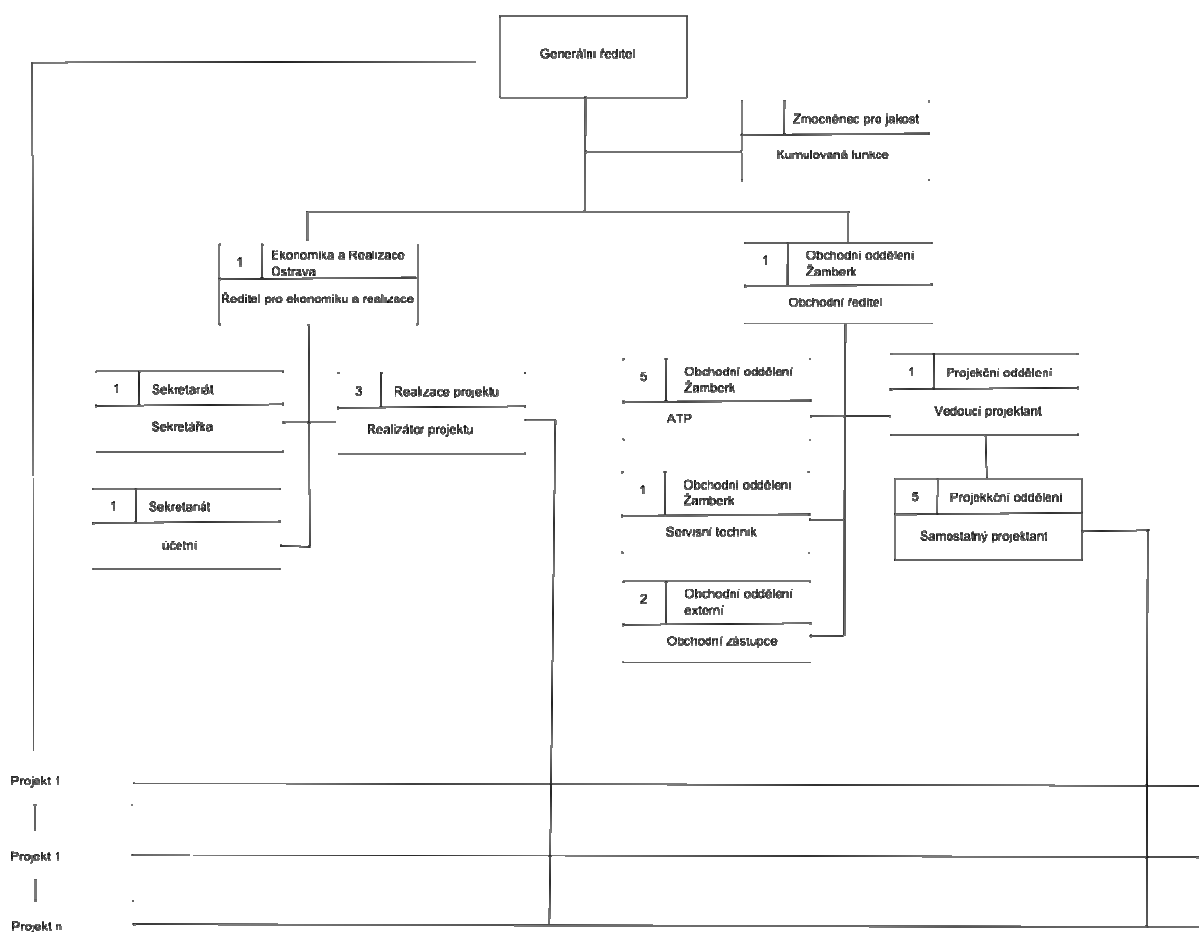 Generální ředitel
Zmocněnec pro jakost
Kumulovaná funkce
1
Ekonomika a Realizace
Ostrava
Ředitel pro ekonomiku a realizace
1
Obchodní oddělení
Žamberk
Obchodní ředitel
1
Sekretanát
Sekretářka
3
Realizace projektu
Realizátor projektu
5
Obchodní oddělení
Žamberk
ATP
1
Projekční oddělení
Vedoucí projektant
1
Sekretanát
účetní
1
Obchodní oddělení
Žamberk
Servisní technik
5
Projekkční oddělení
Samostatný projektant
2
Obchodní oddělení
externí
Obchodní zástupce
Projekt 1
Projekt 1
Projekt n